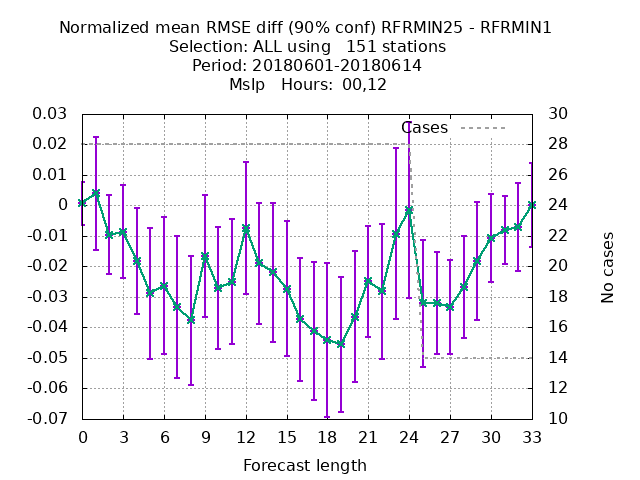 Normalized mean RMSE diff (90% conf) RFRMIN25 - RFRMIN1
Selection: ALL using   151 stations
Period: 20180601-20180614
Mslp   Hours:  00,12
0.03
0.02
0.01
0
-0.01
-0.02
-0.03
-0.04
-0.05
-0.06
-0.07
Cases
30
28
26
24
22
20
18
16
14
12
10
No cases
0 3 6 9 12 15 18 21 24 27 30 33
Forecast length